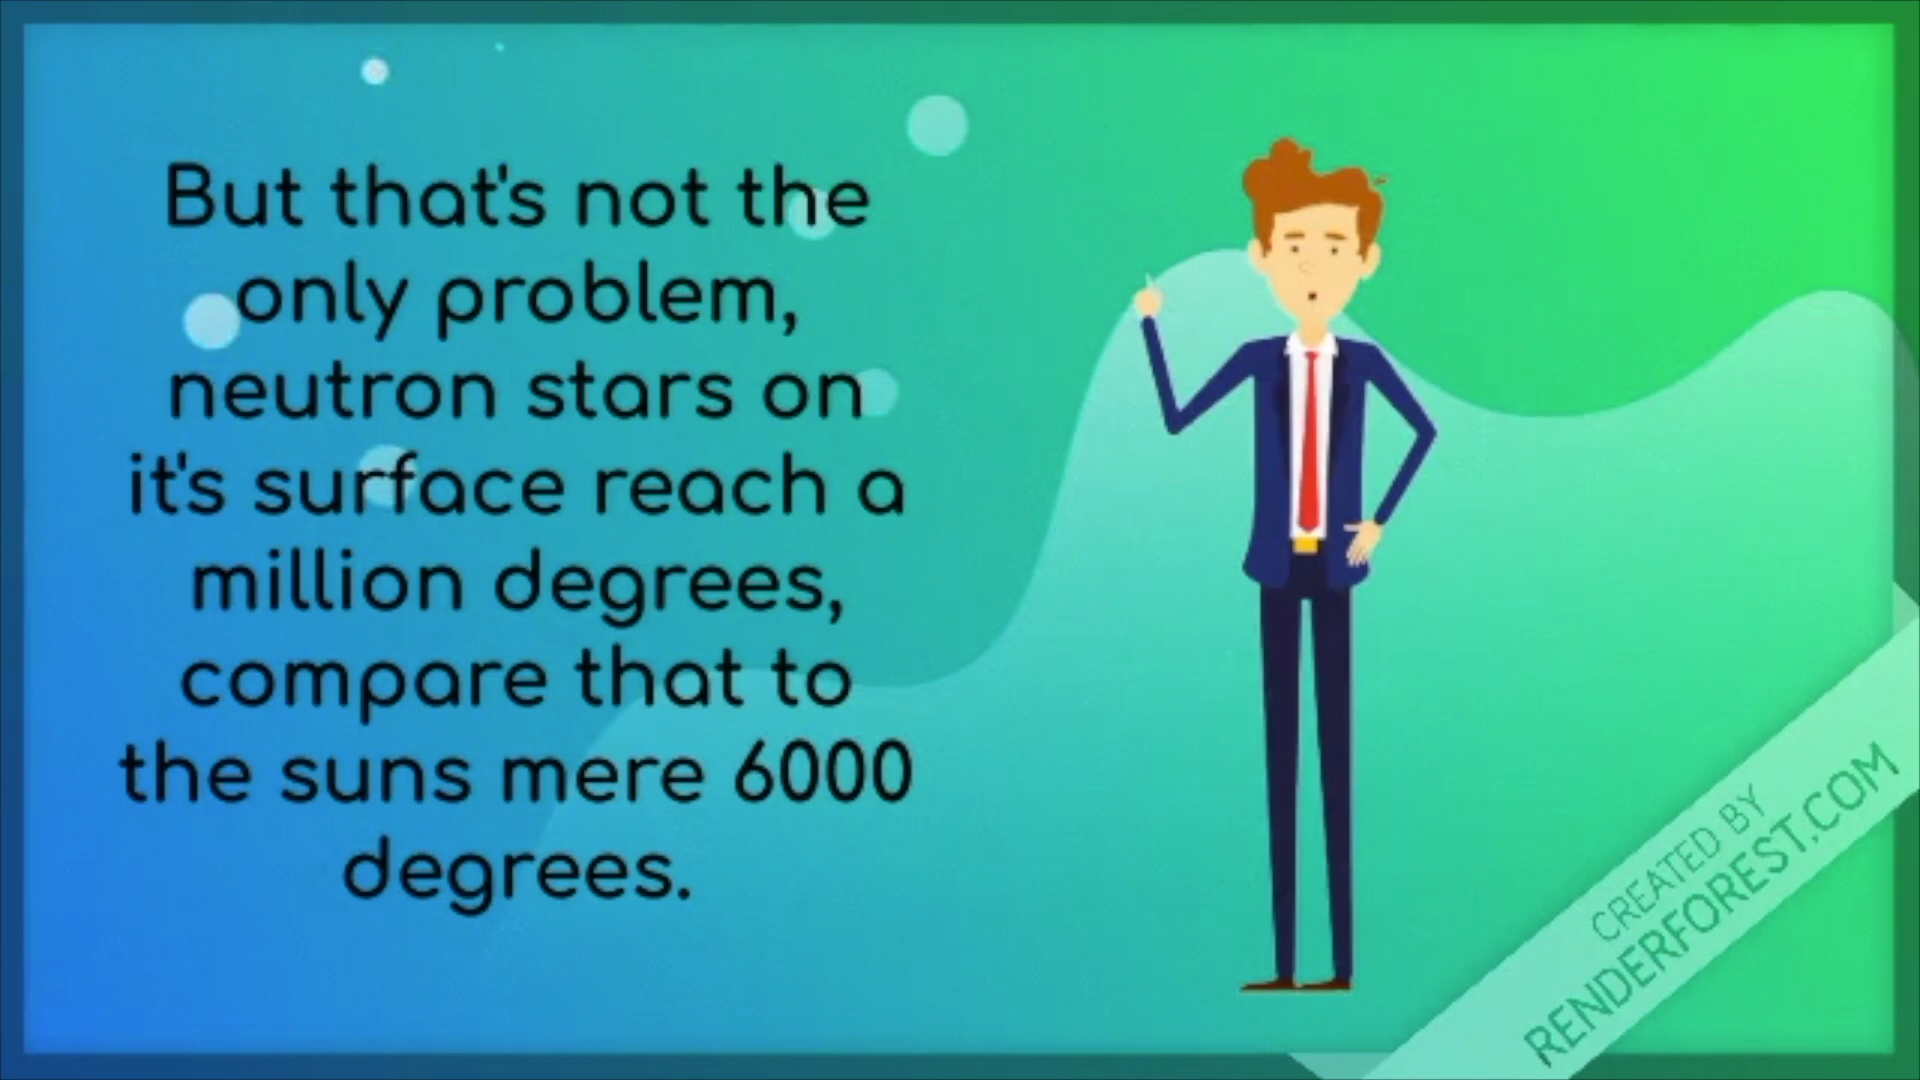 But that's not the
only problem,
neutron stars on
it's surface reach a
million degrees,
compare that to
the suns mere 6000
degrees.
CREATED BY
RENDERFOREST.COM